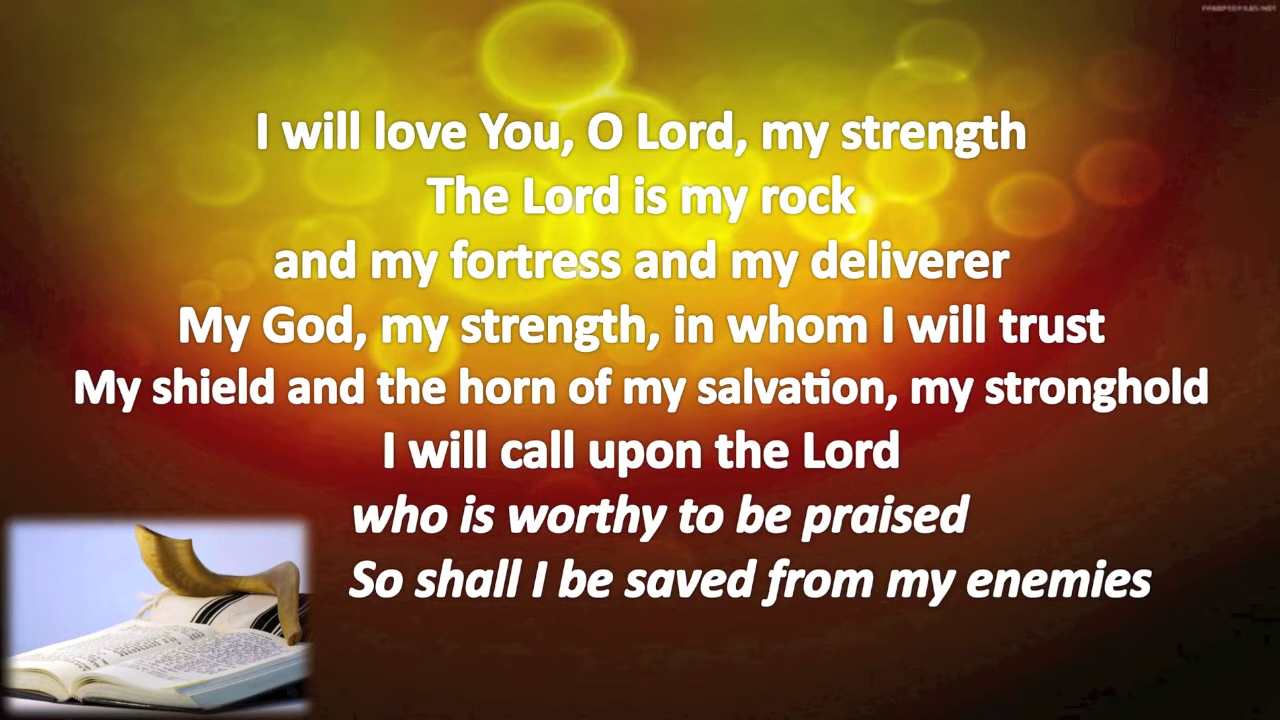 I will love You, O Lord, my strength
The Lord is my rock
and my fortress and my deliverer
My God, my strength, in whom I will trust
My shield and the horn of my salvation, my stronghold
I will call upon the Lord
who is worthy to be praised
So shall I be saved from my enemies